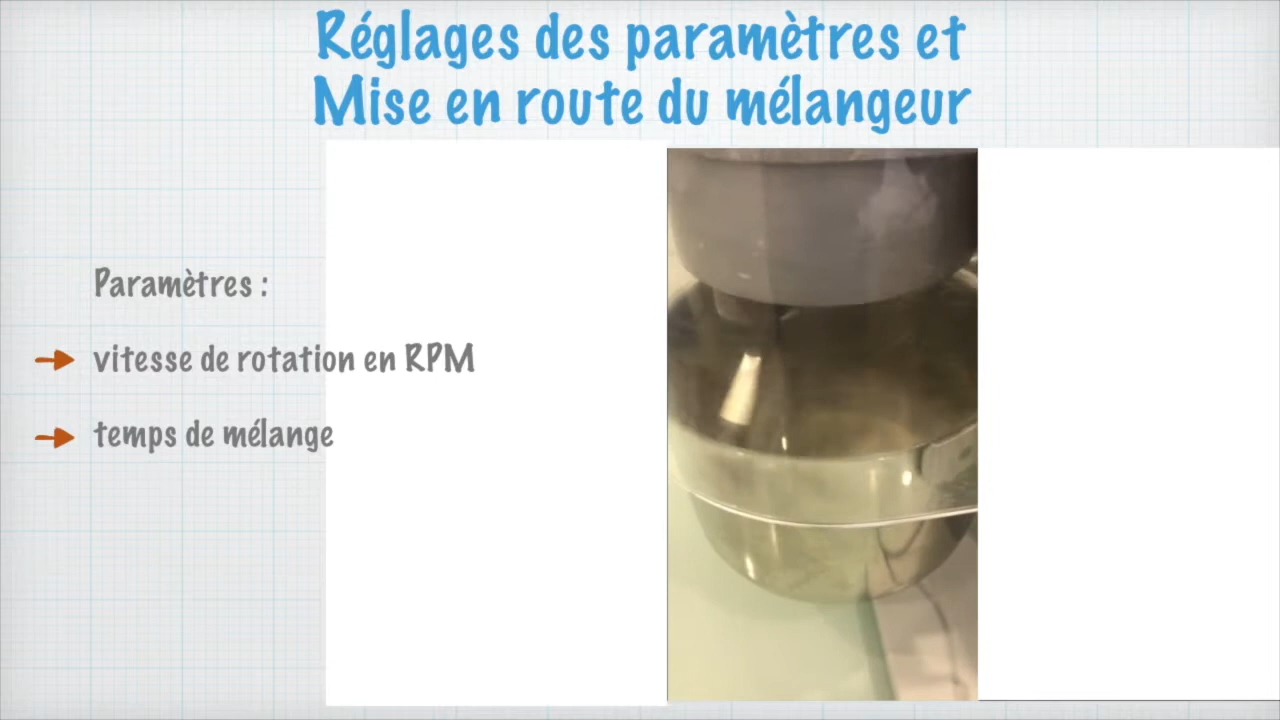 Réglages des paramètres et
Mise en route du mélangeur
Paramètres :
vitesse de rotation en RPM
temps de mélange